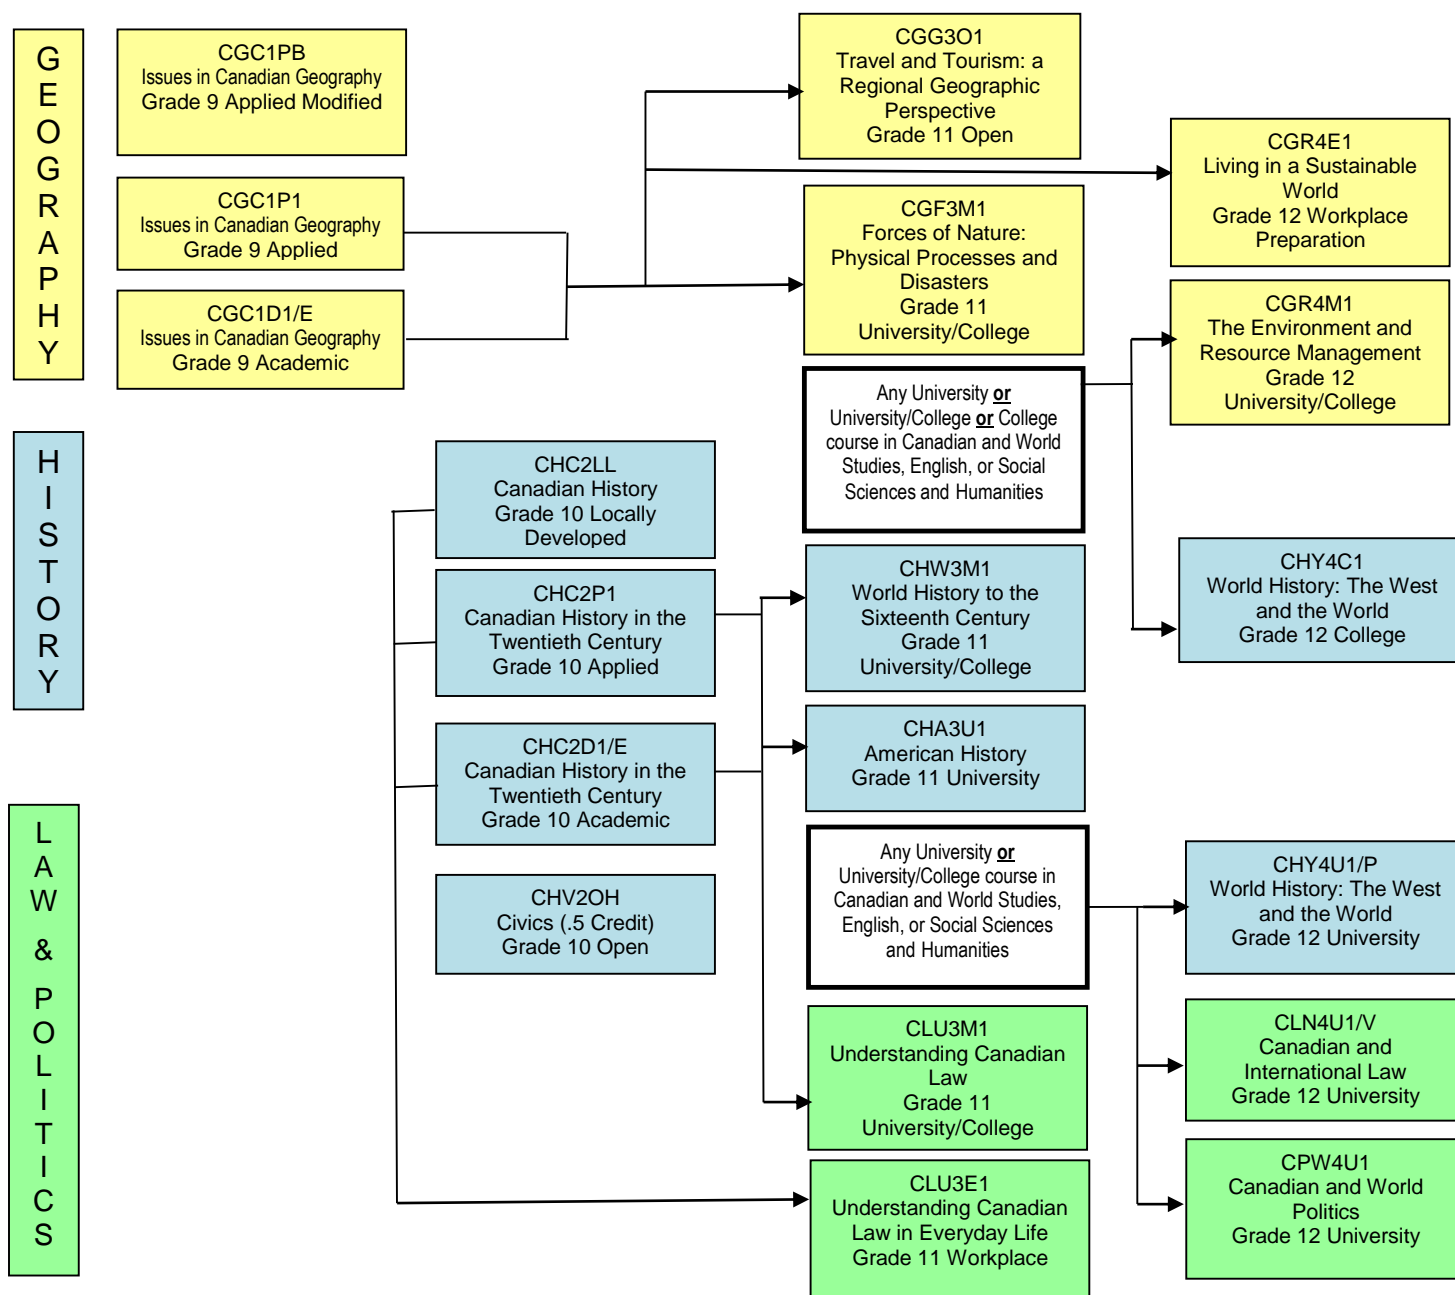 GEOGRAPHY
CGC1PB
Issues in Canadian Geography
Grade 9 Applied Modified
CGC1P1
Issues in Canadian Geography
Grade 9 Applied
CGC1D1/E
Issues in Canadian Geography
Grade 9 Academic
CGG3O1
Travel and Tourism: a
Regional Geographic
Perspective
Grade 11 Open
CGF3M1
Forces of Nature:
Physical Processes and
Disasters
Grade 11
University/College
CGR4E1
Living in a Sustainable
World
Grade 12 Workplace
Preparation
CGR4M1
The Environment and
Resource Management
Grade 12
University/College
Any University or
University/College or College
course in Canadian and World
Studies, English, or Social
Sciences and Humanities
HISTORY
CHC2LL
Canadian History
Grade 10 Locally
Developed
CHC2P1
Canadian History in the
Twentieth Century
Grade 10 Applied
CHC2D1/E
Canadian History in the
Twentieth Century
Grade 10 Academic
CHV2OH
Civics (.5 Credit)
Grade 10 Open
CHW3M1
World History to the
Sixteenth Century
Grade 11
University/College
CHA3U1
American History
Grade 11 University
CHY4C1
World History: The West
and the World
Grade 12 College
Any University or
University/College course in
Canadian and World Studies,
English, or Social Sciences
and Humanities
CHY4U1/P
World History: The West
and the World
Grade 12 University
LAW & POLITICS
CLU3M1
Understanding Canadian
Law
Grade 11
University/College
CLU3E1
Understanding Canadian
Law in Everyday Life
Grade 11 Workplace
CLN4U1/V
Canadian and
International Law
Grade 12 University
CPW4U1
Canadian and World
Politics
Grade 12 University